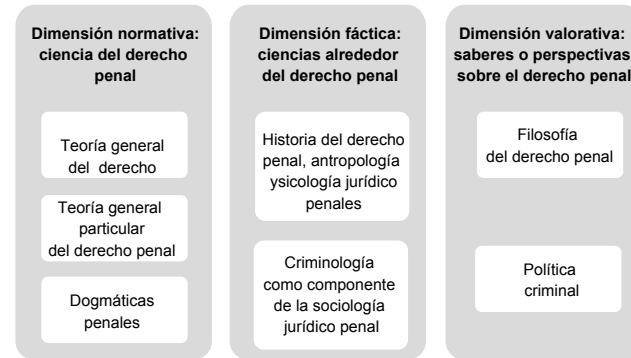 Dimensión normativa:
ciencia del derecho
penal
Teoría general
del derecho
Teoría general
particular
del derecho penal
Dogmáticas
penales
Dimensión fáctica:
ciencias alrededor
del derecho penal
Historia del derecho
penal, antropología
ysicología jurídico
penales
Criminología
como componente
de la sociología
jurídico penal
Dimensión valorativa:
saberes o perspectivas
sobre el derecho penal
Filosofía
del derecho penal
Política
criminal